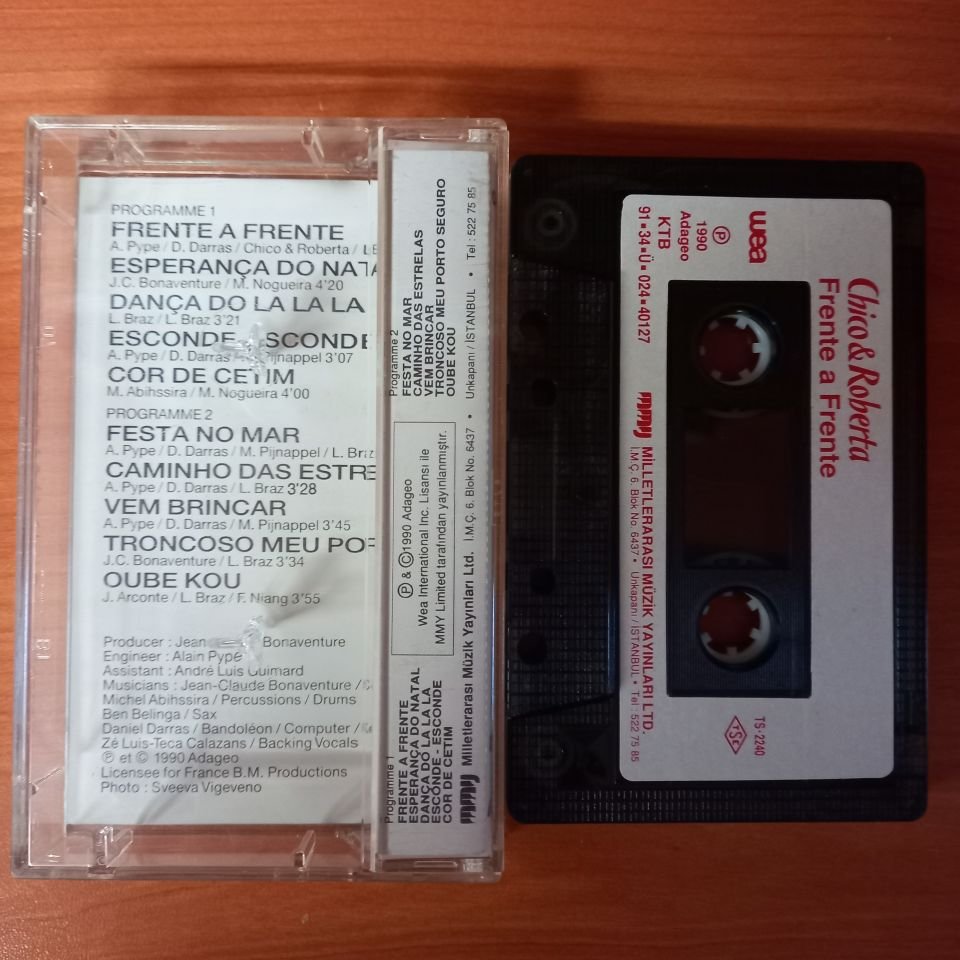 PROGRAMME 1
FRENTE A FRENTE
A. Pype / D. Darras / Chico & Roberta /
ESPERANÇA DO
J.C. Bonaventure / M. Nogueira 4'20
DANÇA DO LA LA LA
L. Braz / L. Braz 3'21
ESCONDE
A. Pype / D. Darras 3'07
COR DE CETIM
M. Abihssira / M. Nogueira 4'00
PROGRAMME 2
FESTA NO MAR
A. Pype / D. Darras / M. Pijnappel / L. Braz
CAMINHO DAS
A. Pype / D. Darras / L. Braz 3'28
VEM BRINCAR
A. Pype / D. Darras / M. Pijnappel 3'45
TRONCOSO MEU
J.C. Bonaventure / L. Braz 3'34
OUBE KOU
J. Arconte / L. Braz / F. Niang 3'55
Producer : Jean Bonaventure
Engineer : Alain Pype
Assistant : André Luis Guimard
Musicians : Jean-Claude Bonaventure /
Michel Abihssira / Percussions / Drums
Ben Belinga / Sax
Daniel Darras / Bandoléon / Computer /
Zé Luis-Teca Calazans / Backing Vocals
℗ et © 1990 Adageo
Licensee for France B.M. Productions
Photo : Sveeva Vigeveno
Programme 1
FRENTE A FRENTE
ESPERANÇA DO NATAL
DANÇA DO LA LA LA
ESCONDE - ESCONDE
COR DE CETIM
℗ & ©1990 Adageo
Wea International Inc. Lisansı ile
MMY Limited tarafından yayınlanmıştır.
Programme 2
FESTA NO MAR
CAMINHO DAS ESTRELAS
VEM BRINCAR
TRONCOSO MEU PORTO SEGURO
OUBE KOU
mmy Milletlerarası Müzik Yayınları Ltd. I.M.Ç. 6. Blok No. 6437 • Unkapanı / İSTANBUL • Tel : 522 75 85
Chico & Roberta
Frente a Frente
wea
℗
1990
Adageo
KTB
91•34•Ü•024•40127
TSE
TS-2240
mmy MİLLETLERARASI MÜZİK YAYINLARI LTD.
I.M.Ç. 6. Blok No. 6437 • Unkapanı / İSTANBUL • Tel : 522 75 85